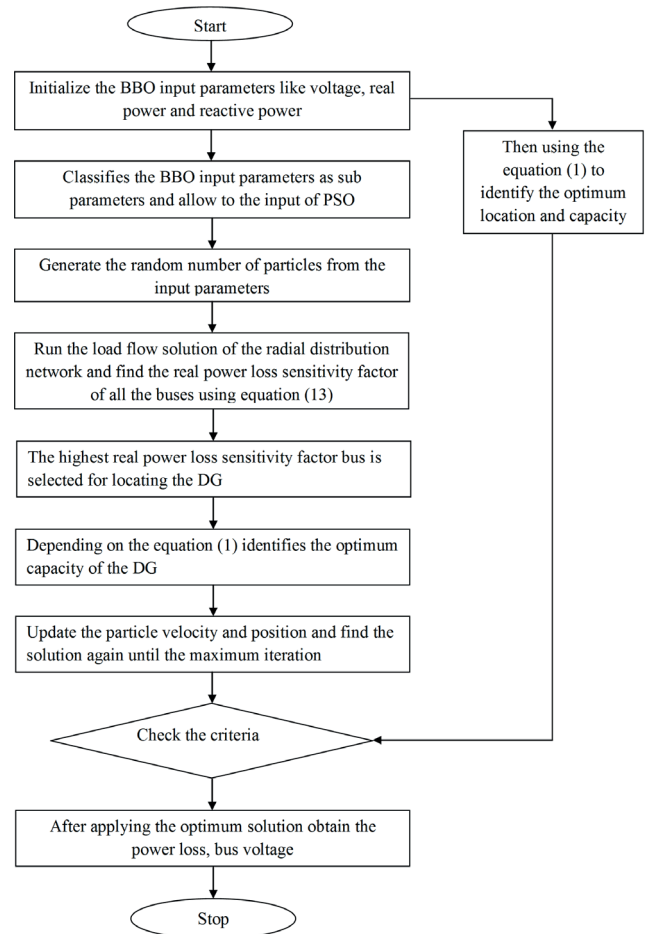 Start
Initialize the BBO input parameters like voltage, real
power and reactive power
Then using the
equation (1) to
identify the optimum
location and capacity
Classifies the BBO input parameters as sub
parameters and allow to the input of PSO
Generate the random number of particles from the
input parameters
Run the load flow solution of the radial distribution
network and find the real power loss sensitivity factor
of all the buses using equation (13)
The highest real power loss sensitivity factor bus is
selected for locating the DG
Depending on the equation (1) identifies the optimum
capacity of the DG
Update the particle velocity and position and find the
solution again until the maximum iteration
Check the criteria
After applying the optimum solution obtain the
power loss, bus voltage
Stop